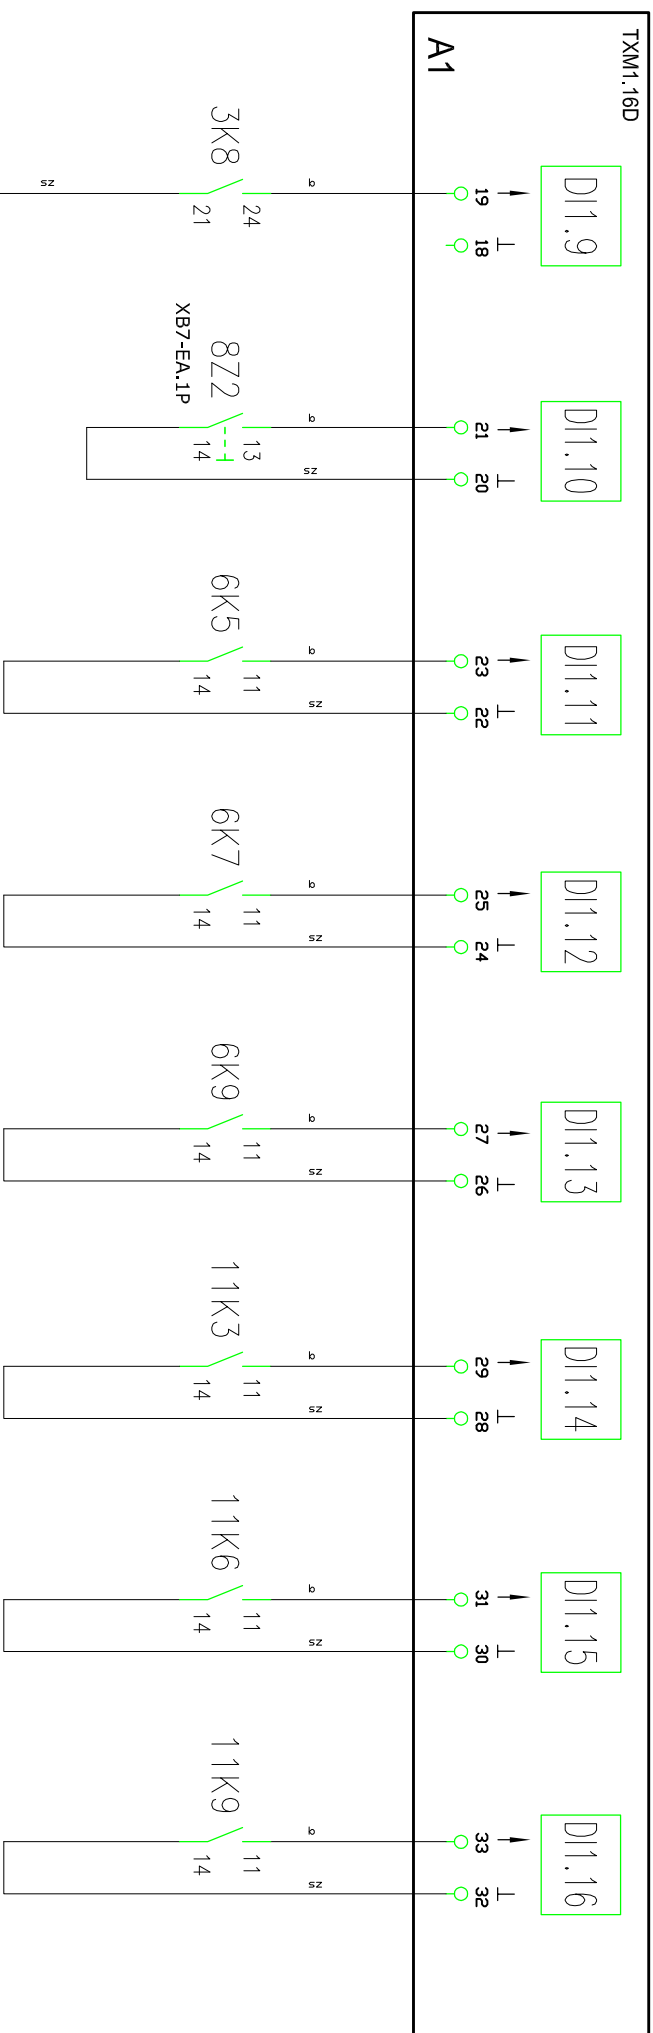 TXM1.16D
A1
DI1.9
19
18
b
3K8
24
21
sz
DI1.10
21
20
b
sz
8Z2
13
14
XB7-EA.1P
DI1.11
23
22
b
sz
6K5
11
14
DI1.12
25
24
b
sz
6K7
11
14
DI1.13
27
26
b
sz
6K9
11
14
DI1.14
29
28
b
sz
11K3
11
14
DI1.15
31
30
b
sz
11K6
11
14
DI1.16
33
32
b
sz
11K9
11
14